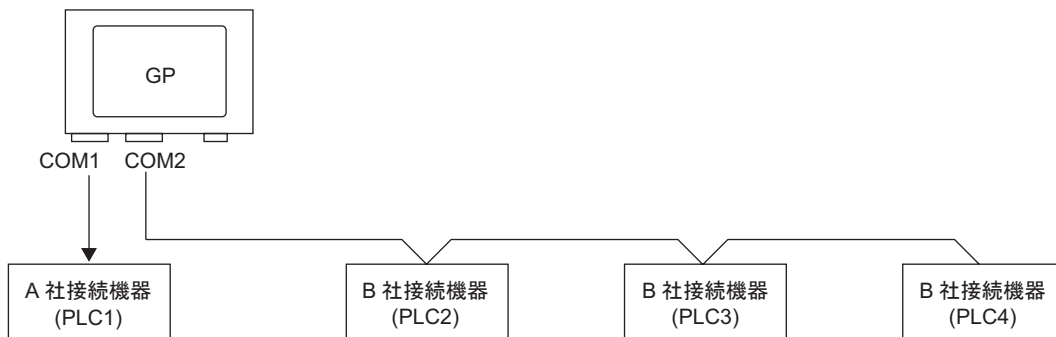 GP
COM1 COM2
A 社接続機器
(PLC1)
B 社接続機器
(PLC2)
B 社接続機器
(PLC3)
B 社接続機器
(PLC4)